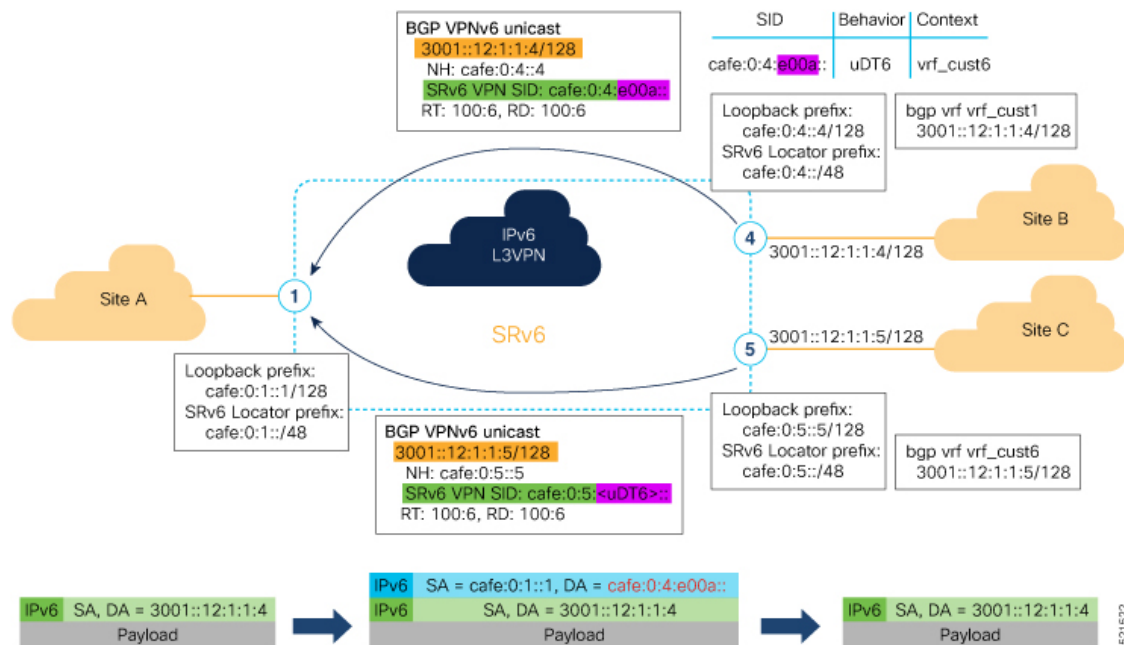 BGP VPNv6 unicast
3001::12:1:1:4/128
NH: cafe:0:4::4
SRv6 VPN SID: cafe:0:4:e00a::
RT: 100:6, RD: 100:6
SID Behavior Context
cafe:0:4:e00a:: uDT6 vrf_cust6
Loopback prefix:
cafe:0:4::4/128
SRv6 Locator prefix:
cafe:0:4::/48
bgp vrf vrf_cust1
3001::12:1:1:4/128
IPv6
L3VPN
SRv6
Site A
1
4
3001::12:1:1:4/128
Site B
5
3001::12:1:1:5/128
Site C
Loopback prefix:
cafe:0:1::1/128
SRv6 Locator prefix:
cafe:0:1::/48
BGP VPNv6 unicast
3001::12:1:1:5/128
NH: cafe:0:5::5
SRv6 VPN SID: cafe:0:5:<uDT6>::
RT: 100:6, RD: 100:6
Loopback prefix:
cafe:0:5::5/128
SRv6 Locator prefix:
cafe:0:5::/48
bgp vrf vrf_cust6
3001::12:1:1:5/128
IPv6 SA, DA = 3001::12:1:1:4
Payload
IPv6 SA = cafe:0:1::1, DA = cafe:0:4:e00a::
IPv6 SA, DA = 3001::12:1:1:4
Payload
IPv6 SA, DA = 3001::12:1:1:4
Payload